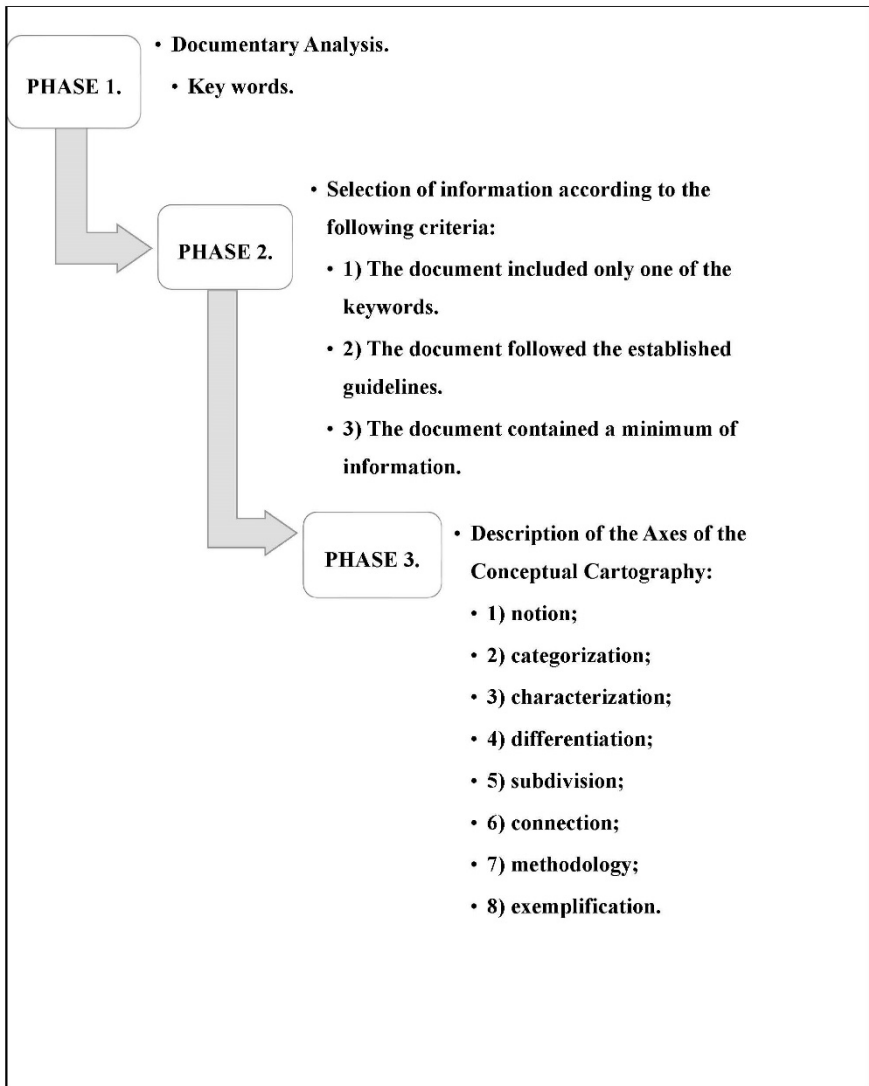 PHASE 1.
• Documentary Analysis.
• Key words.
PHASE 2.
• Selection of information according to the
following criteria:
• 1) The document included only one of the
keywords.
• 2) The document followed the established
guidelines.
• 3) The document contained a minimum of
information.
PHASE 3.
• Description of the Axes of the
Conceptual Cartography:
• 1) notion;
• 2) categorization;
• 3) characterization;
• 4) differentiation;
• 5) subdivision;
• 6) connection;
• 7) methodology;
• 8) exemplification.